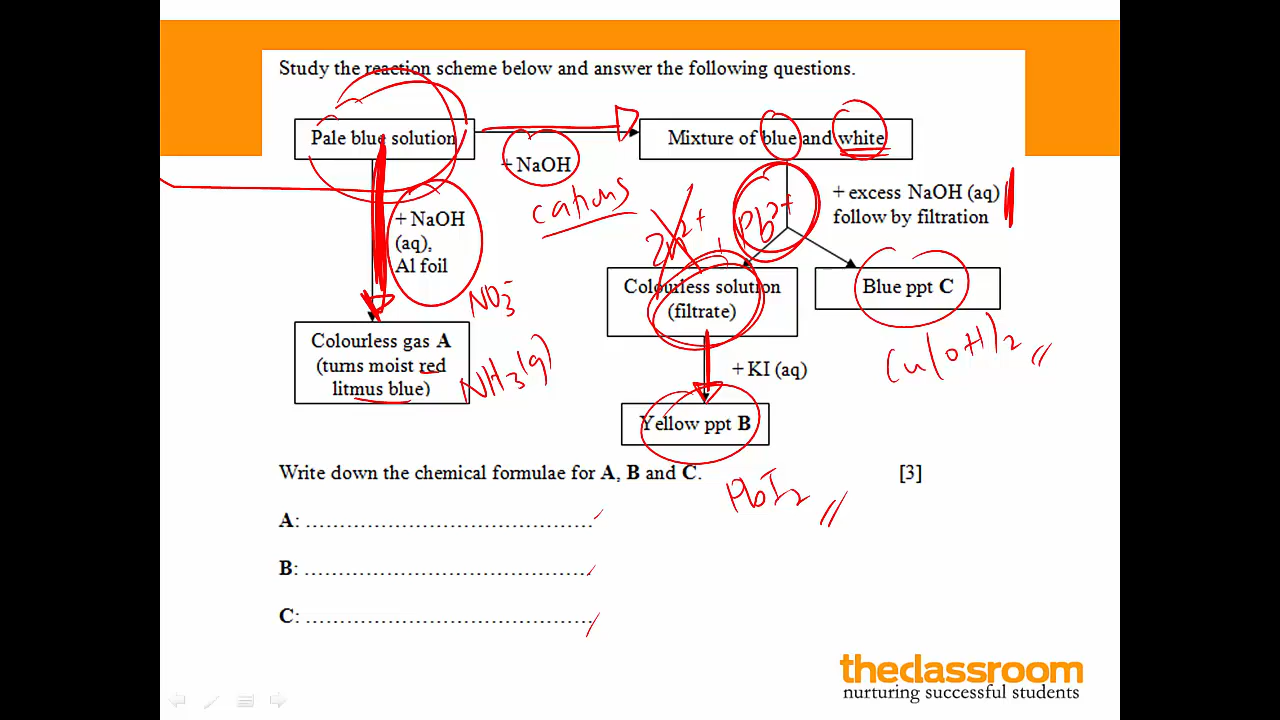 Study the reaction scheme below and answer the following questions.
Pale blue solution
+ NaOH
Mixture of blue and white
cations
+ NaOH
(aq),
Al foil
NO3-
Zn2+
Pb2+
+ excess NaOH (aq)
follow by filtration
Colourless solution
(filtrate)
Blue ppt C
Cu(OH)2
Colourless gas A
(turns moist red
litmus blue)
NH3(g)
+ KI (aq)
Yellow ppt B
PbI2
Write down the chemical formulae for A, B and C.
[3]
A: ………………………………….
B: ………………………………….
C: ………………………………….
theclassroom
nurturing successful students